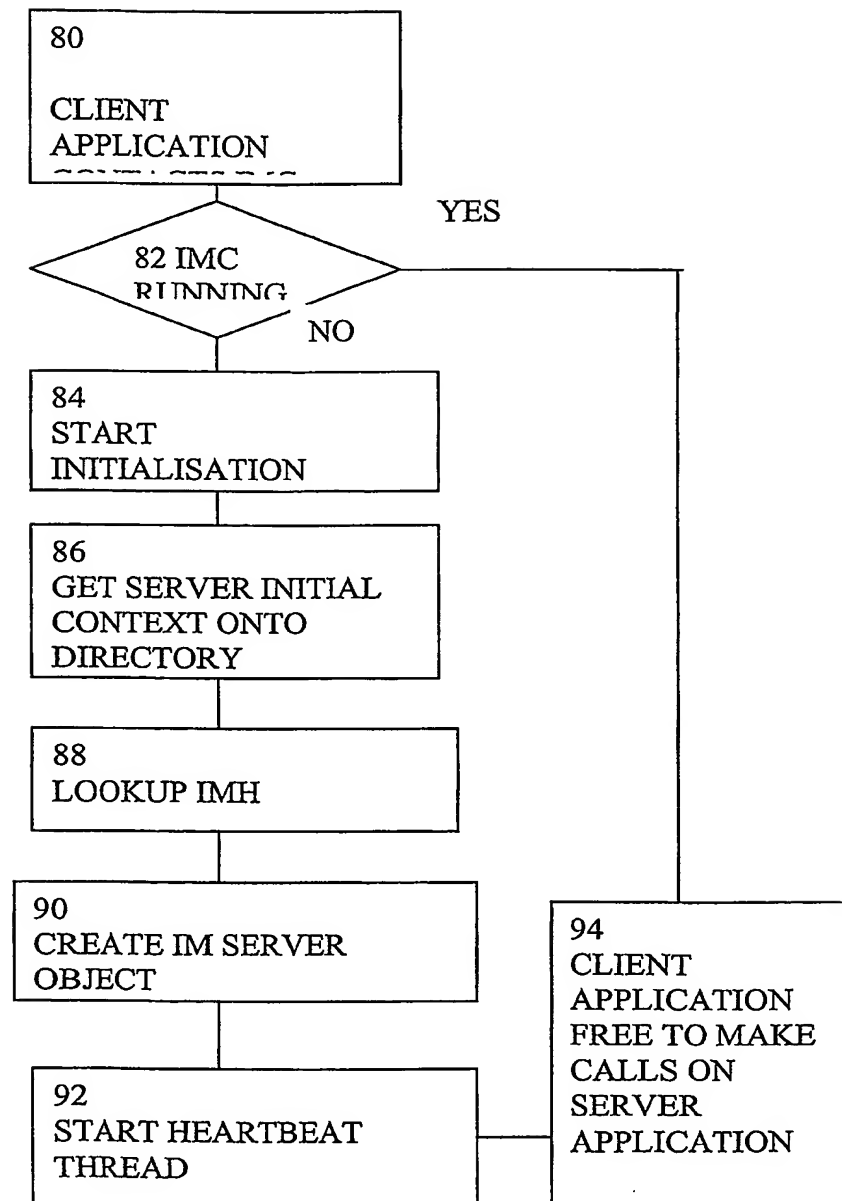 80
CLIENT
APPLICATION
YES
82 IMC
RUNNING
NO
84
START
INITIALISATION
86
GET SERVER INITIAL
CONTEXT ONTO
DIRECTORY
88
LOOKUP IMH
90
CREATE IM SERVER
OBJECT
92
START HEARTBEAT
THREAD
94
CLIENT
APPLICATION
FREE TO MAKE
CALLS ON
SERVER
APPLICATION